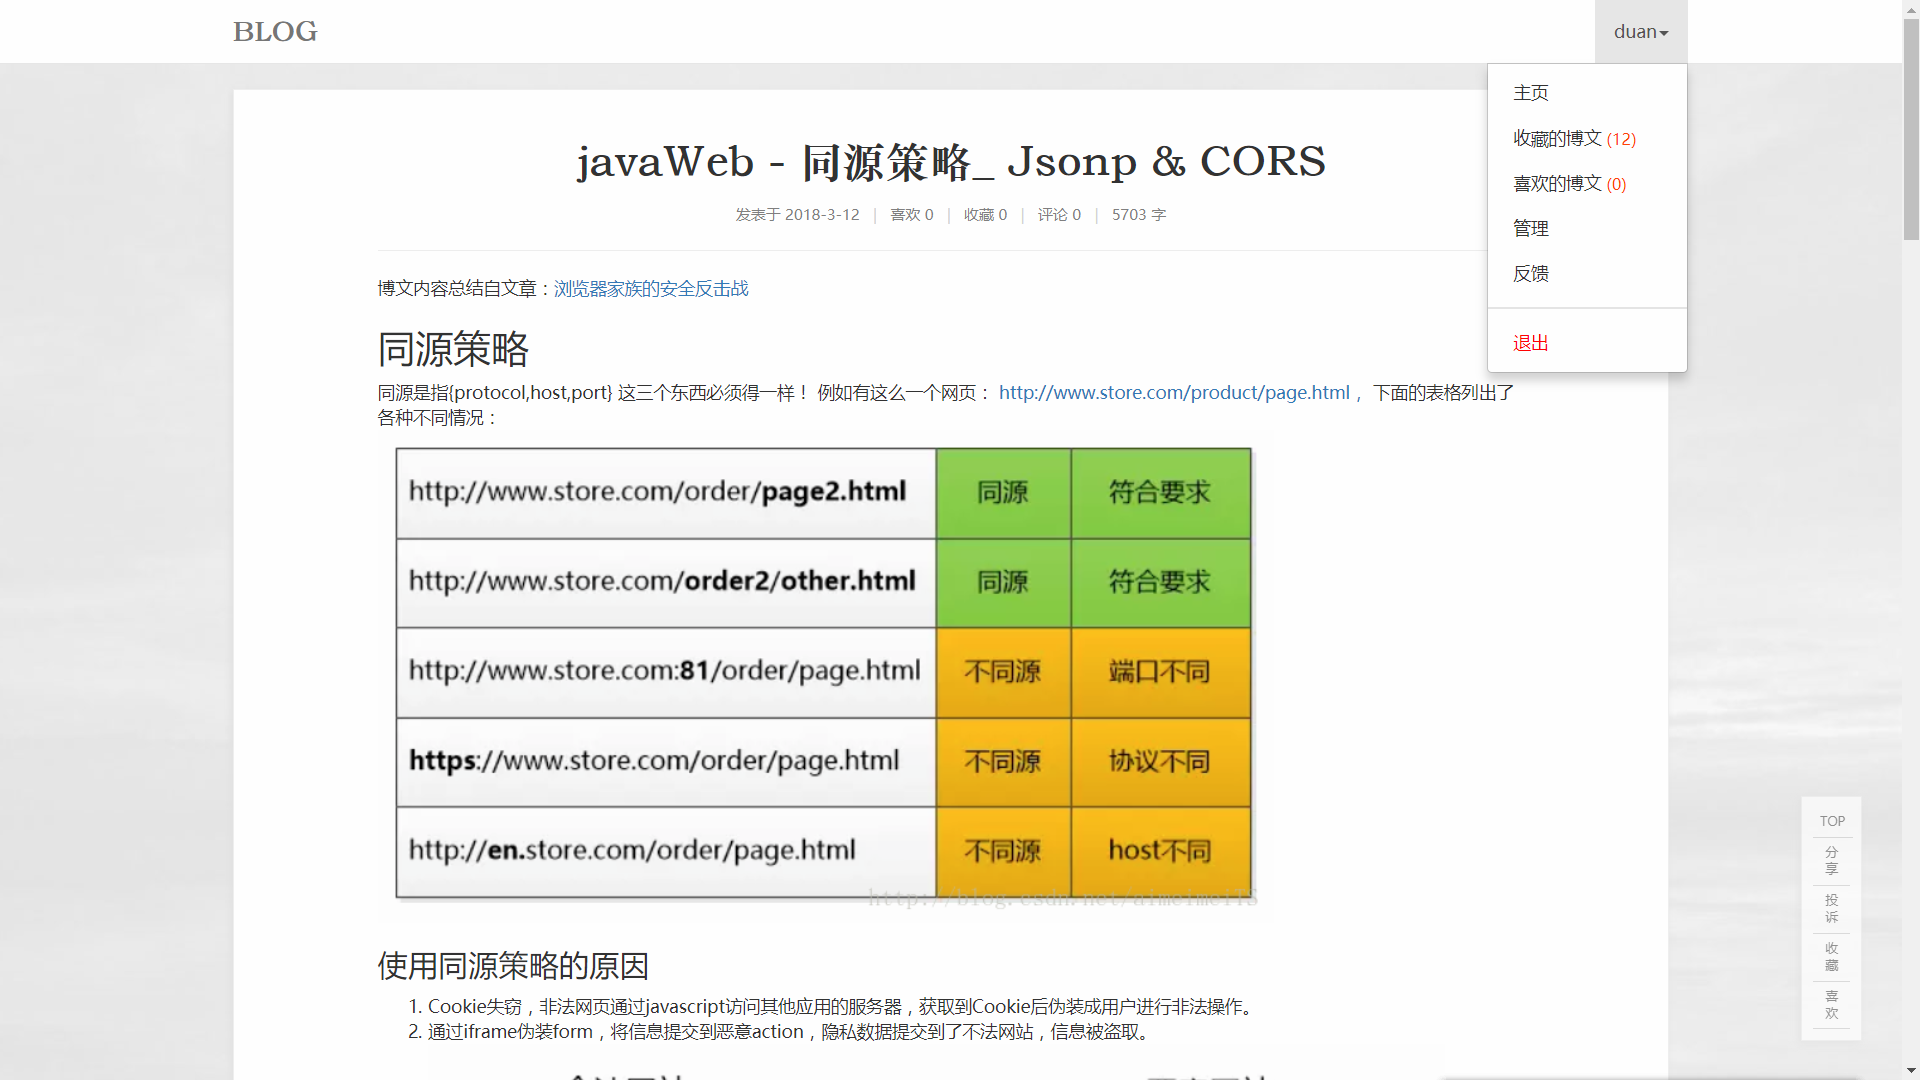 BLOG
duan
主页
收藏的博文 (12)
喜欢的博文 (0)
管理
反馈
退出
javaWeb - 同源策略_ Jsonp & CORS
发表于 2018-3-12 | 喜欢 0 | 收藏 0 | 评论 0 | 5703 字
博文内容总结自文章：浏览器家族的安全反击战
同源策略
同源是指{protocol,host,port} 这三个东西必须得一样！ 例如有这么一个网页： http://www.store.com/product/page.html ， 下面的表格列出了
各种不同情况：
http://www.store.com/order/page2.html 同源 符合要求
http://www.store.com/order2/other.html 同源 符合要求
http://www.store.com:81/order/page.html 不同源 端口不同
https://www.store.com/order/page.html 不同源 协议不同
http://en.store.com/order/page.html 不同源 host不同
http://blog.csdn.net/aimeimeiTS
使用同源策略的原因
1. Cookie失窃，非法网页通过javascript访问其他应用的服务器，获取到Cookie后伪装成用户进行非法操作。
2. 通过iframe伪装form，将信息提交到恶意action，隐私数据提交到了不法网站，信息被盗取。
TOP
分享
投诉
收藏
喜欢